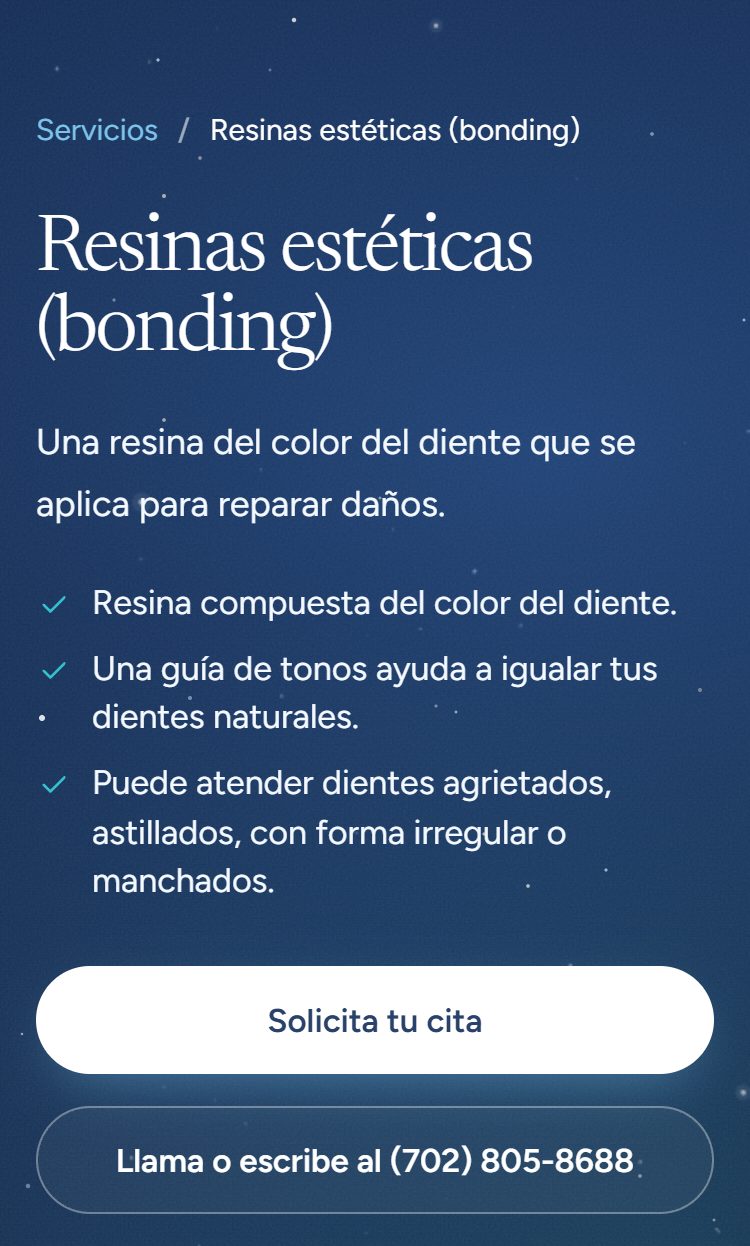 Servicios / Resinas estéticas (bonding)
Resinas estéticas
(bonding)
Una resina del color del diente que se
aplica para reparar daños.
Resina compuesta del color del diente.
Una guía de tonos ayuda a igualar tus
dientes naturales.
Puede atender dientes agrietados,
astillados, con forma irregular o
manchados.
Solicita tu cita
Llama o escribe al (702) 805-8688